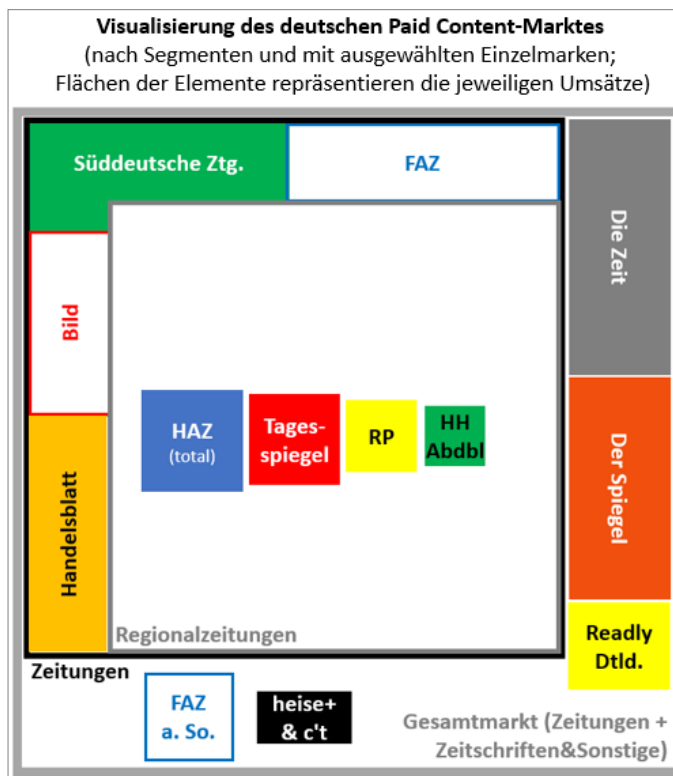 Visualisierung des deutschen Paid Content-Marktes
(nach Segmenten und mit ausgewählten Einzelmarken;
Flächen der Elemente repräsentieren die jeweiligen Umsätze)
Süddeutsche Ztg.
FAZ
Die Zeit
Bild
HAZ
(total)
Tages-
spiegel
RP
HH
Abdbl
Handelsblatt
Der Spiegel
Regionalzeitungen
Readly
Dtld.
Zeitungen
FAZ
a. So.
heise+
& c't
Gesamtmarkt (Zeitungen +
Zeitschriften&Sonstige)